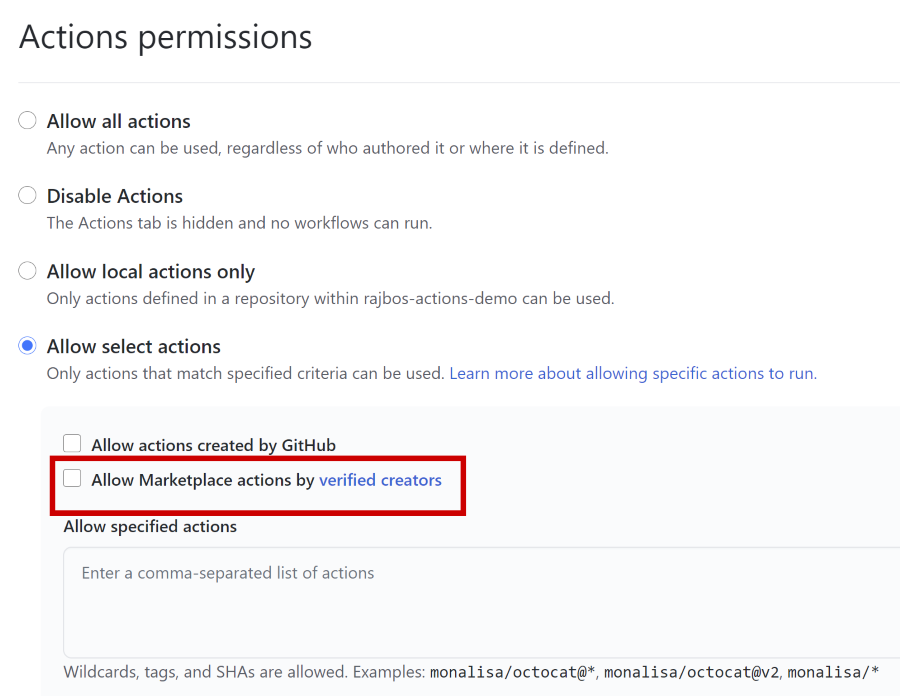 Actions permissions
Allow all actions
Any action can be used, regardless of who authored it or where it is defined.
Disable Actions
The Actions tab is hidden and no workflows can run.
Allow local actions only
Only actions defined in a repository within rajbos-actions-demo can be used.
Allow select actions
Only actions that match specified criteria can be used. Learn more about allowing specific actions to run.
Allow actions created by GitHub
Allow Marketplace actions by verified creators
Allow specified actions
Enter a comma-separated list of actions
Wildcards, tags, and SHAs are allowed. Examples: monalisa/octocat@*, monalisa/octocat@v2, monalisa/*